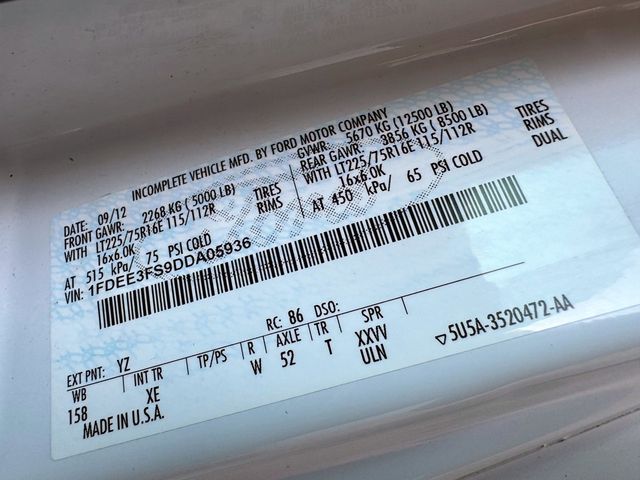 INCOMPLETE VEHICLE MFD. BY FORD MOTOR COMPANY
DATE: 09/12 GVWR: 5670 KG (12500 LB)
FRONT GAWR: 2268 KG (5000 LB) REAR GAWR: 3856 KG (8500 LB)
WITH LT225/75R16E 115/112R TIRES WITH LT225/75R16E 115/112R TIRES
16x6.0K RIMS 16x6.0K RIMS
AT 515 kPa/ 75 PSI COLD AT 450 kPa/ 65 PSI COLD DUAL
VIN: 1FDEE3FS9DDA05936
EXT PNT: YZ RC: 86 DSO:
WB INT TR TP/PS R AXLE TR SPR
158 XE W 52 T XXVV
ULN
MADE IN U.S.A.
▽5U5A-3520472-AA